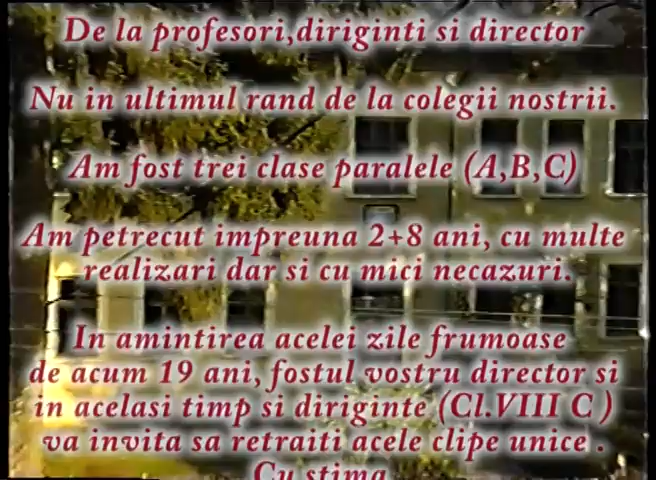 De la profesori,diriginti si director
Nu in ultimul rand de la colegii nostrii.
Am fost trei clase paralele (A,B,C)
Am petrecut impreuna 2+8 ani, cu multe
realizari dar si cu mici necazuri.
In amintirea acelei zile frumoase
de acum 19 ani, fostul vostru director si
in acelasi timp si diriginte (Cl.VIII C )
va invita sa retraiti acele clipe unice .
Cu stima